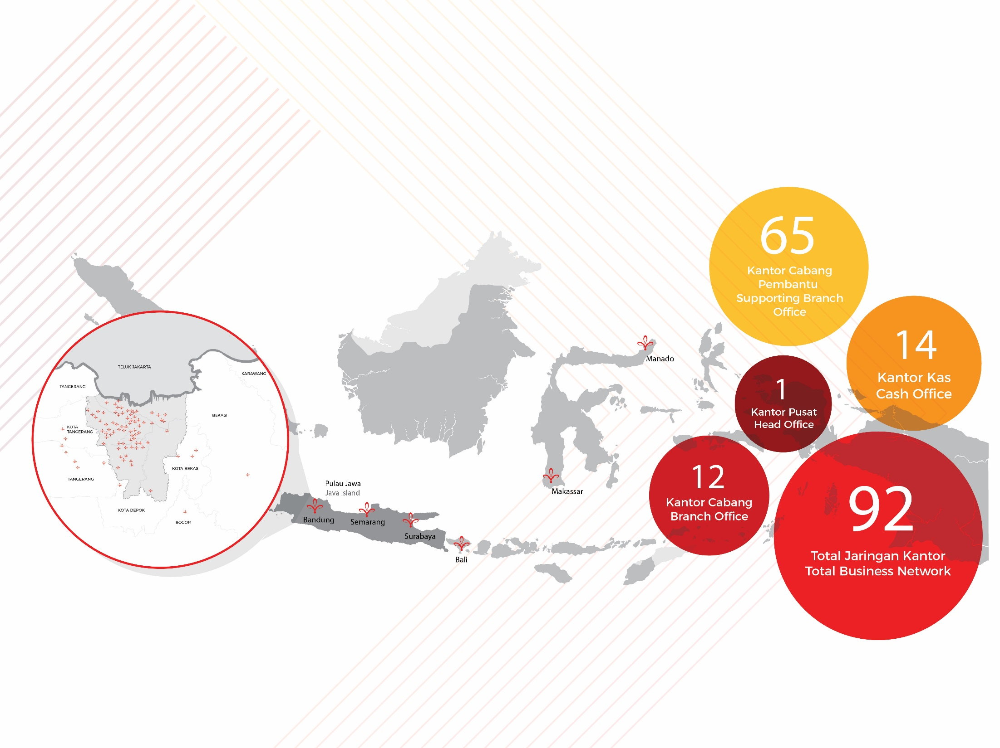 TELUK JAKARTA
KARAWANG
TANGERANG
BEKASI
KOTA
TANGERANG
KOTA BEKASI
TANGERANG
KOTA DEPOK
BOGOR
Pulau Jawa
Java Island
Bandung
Semarang
Surabaya
Bali
Makassar
Manado
65
Kantor Cabang
Pembantu
Supporting Branch
Office
14
Kantor Kas
Cash Office
1
Kantor Pusat
Head Office
12
Kantor Cabang
Branch Office
92
Total Jaringan Kantor
Total Business Network